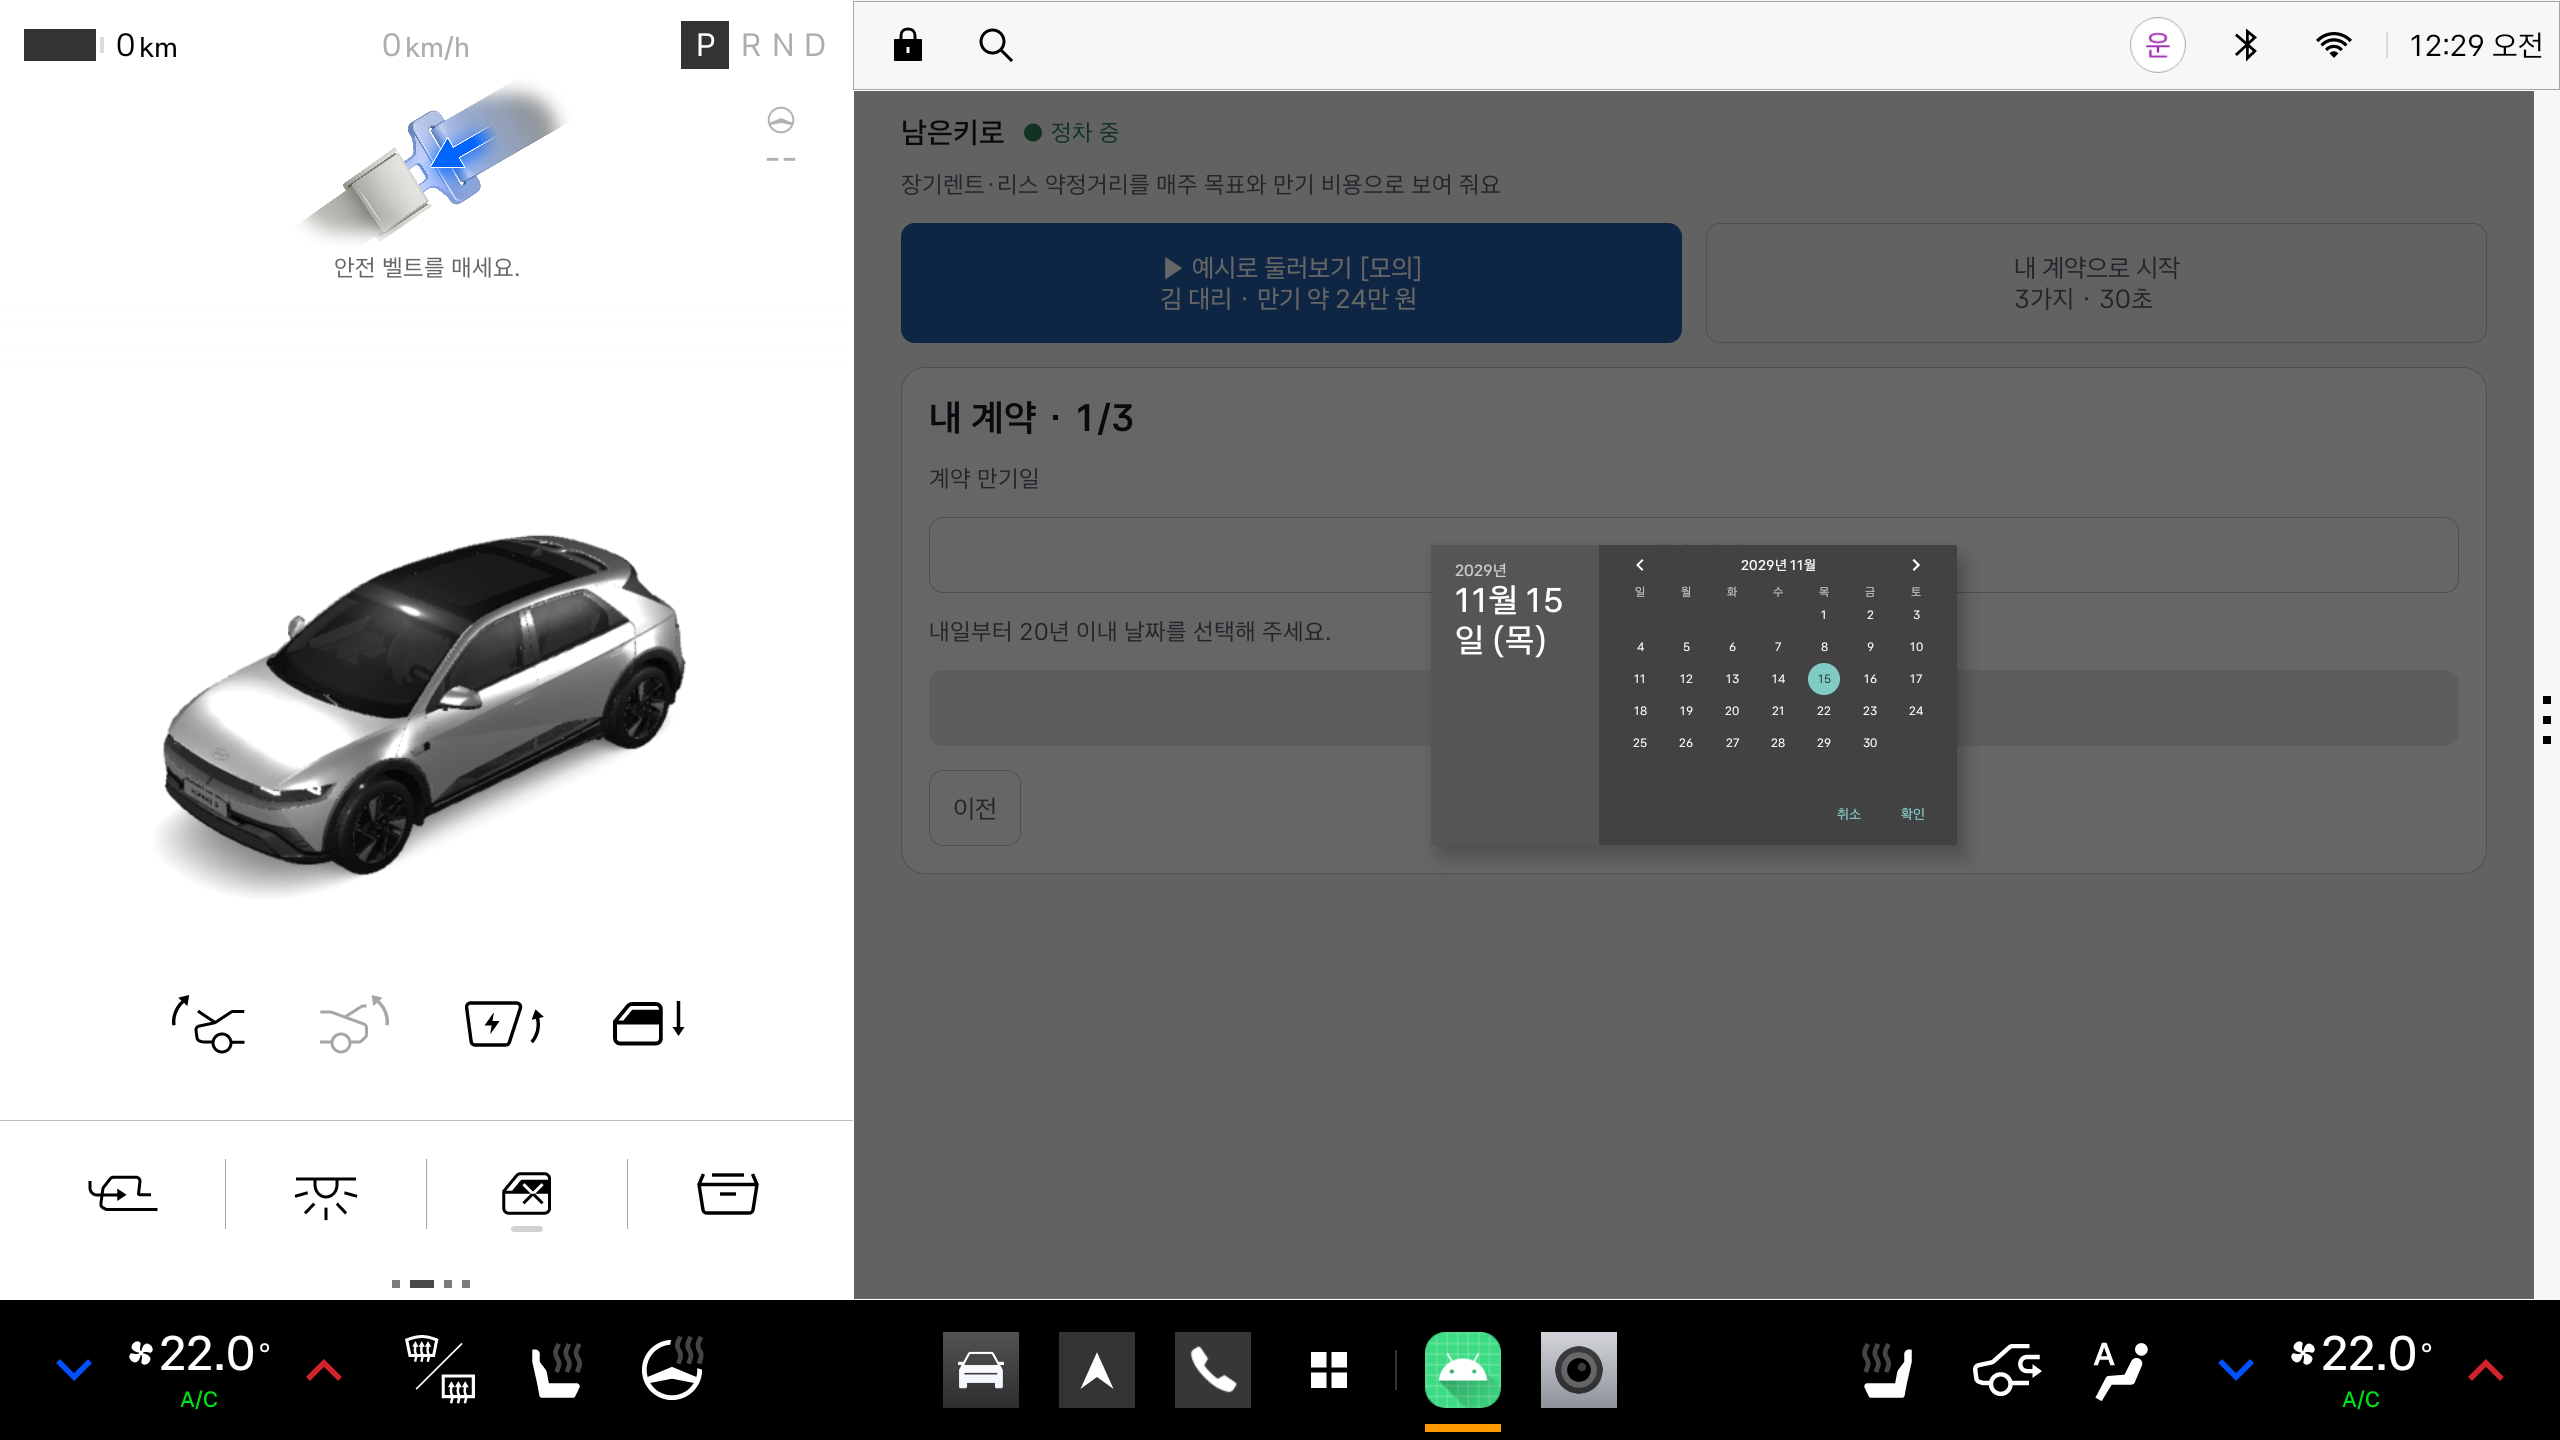 0 km
0 km/h
P R N D
안전 벨트를 매세요.
운
12:29 오전
남은키로
정차 중
장기렌트·리스 약정거리를 매주 목표와 만기 비용으로 보여 줘요
▶ 예시로 둘러보기 [모의]
김 대리 · 만기 약 24만 원
내 계약으로 시작
3가지 · 30초
내 계약 · 1/3
계약 만기일
내일부터 20년 이내 날짜를 선택해 주세요.
이전
2029년
11월 15
일 (목)
2029년 11월
일 월 화 수 목 금 토
1 2 3
4 5 6 7 8 9 10
11 12 13 14 15 16 17
18 19 20 21 22 23 24
25 26 27 28 29 30
취소 확인
22.0°
A/C
A
22.0°
A/C